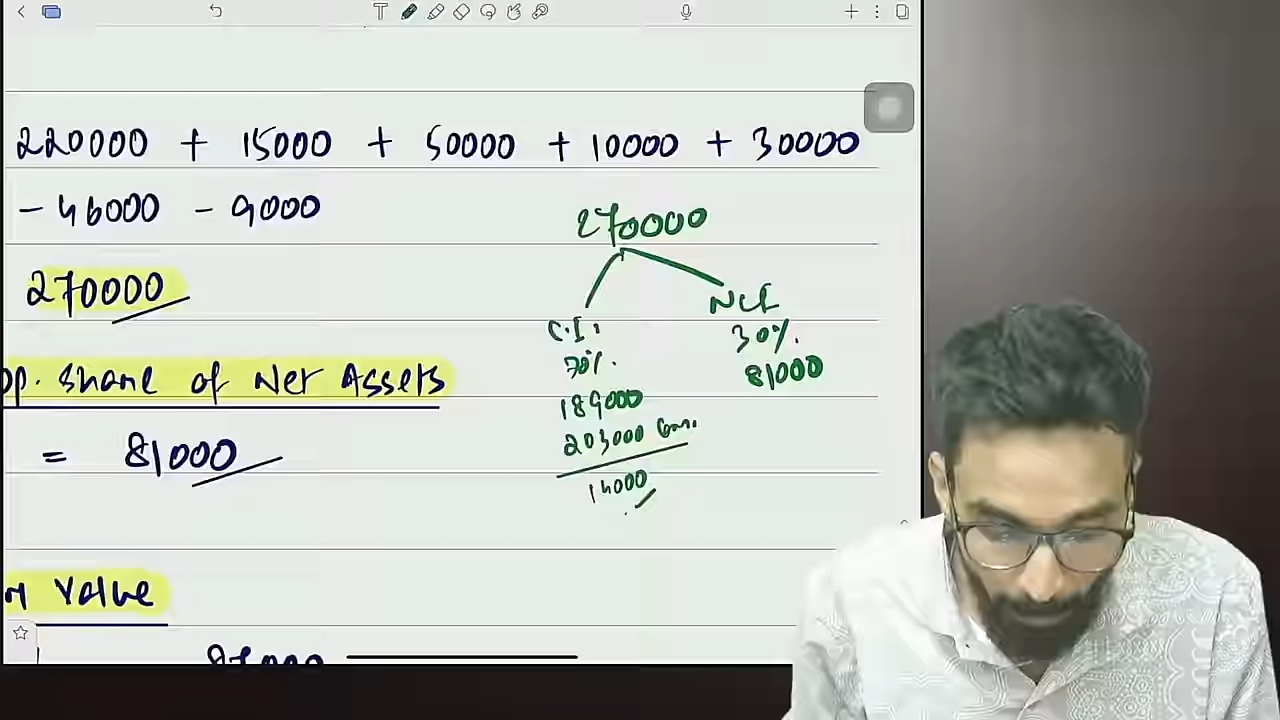 220000 + 15000 + 50000 + 10000 + 30000
- 46000 - 9000
270000
op. Share of Net Assets
= 81000
Value
270000
C.I.
70%.
189000
203000
14000
NCI
30%.
81000